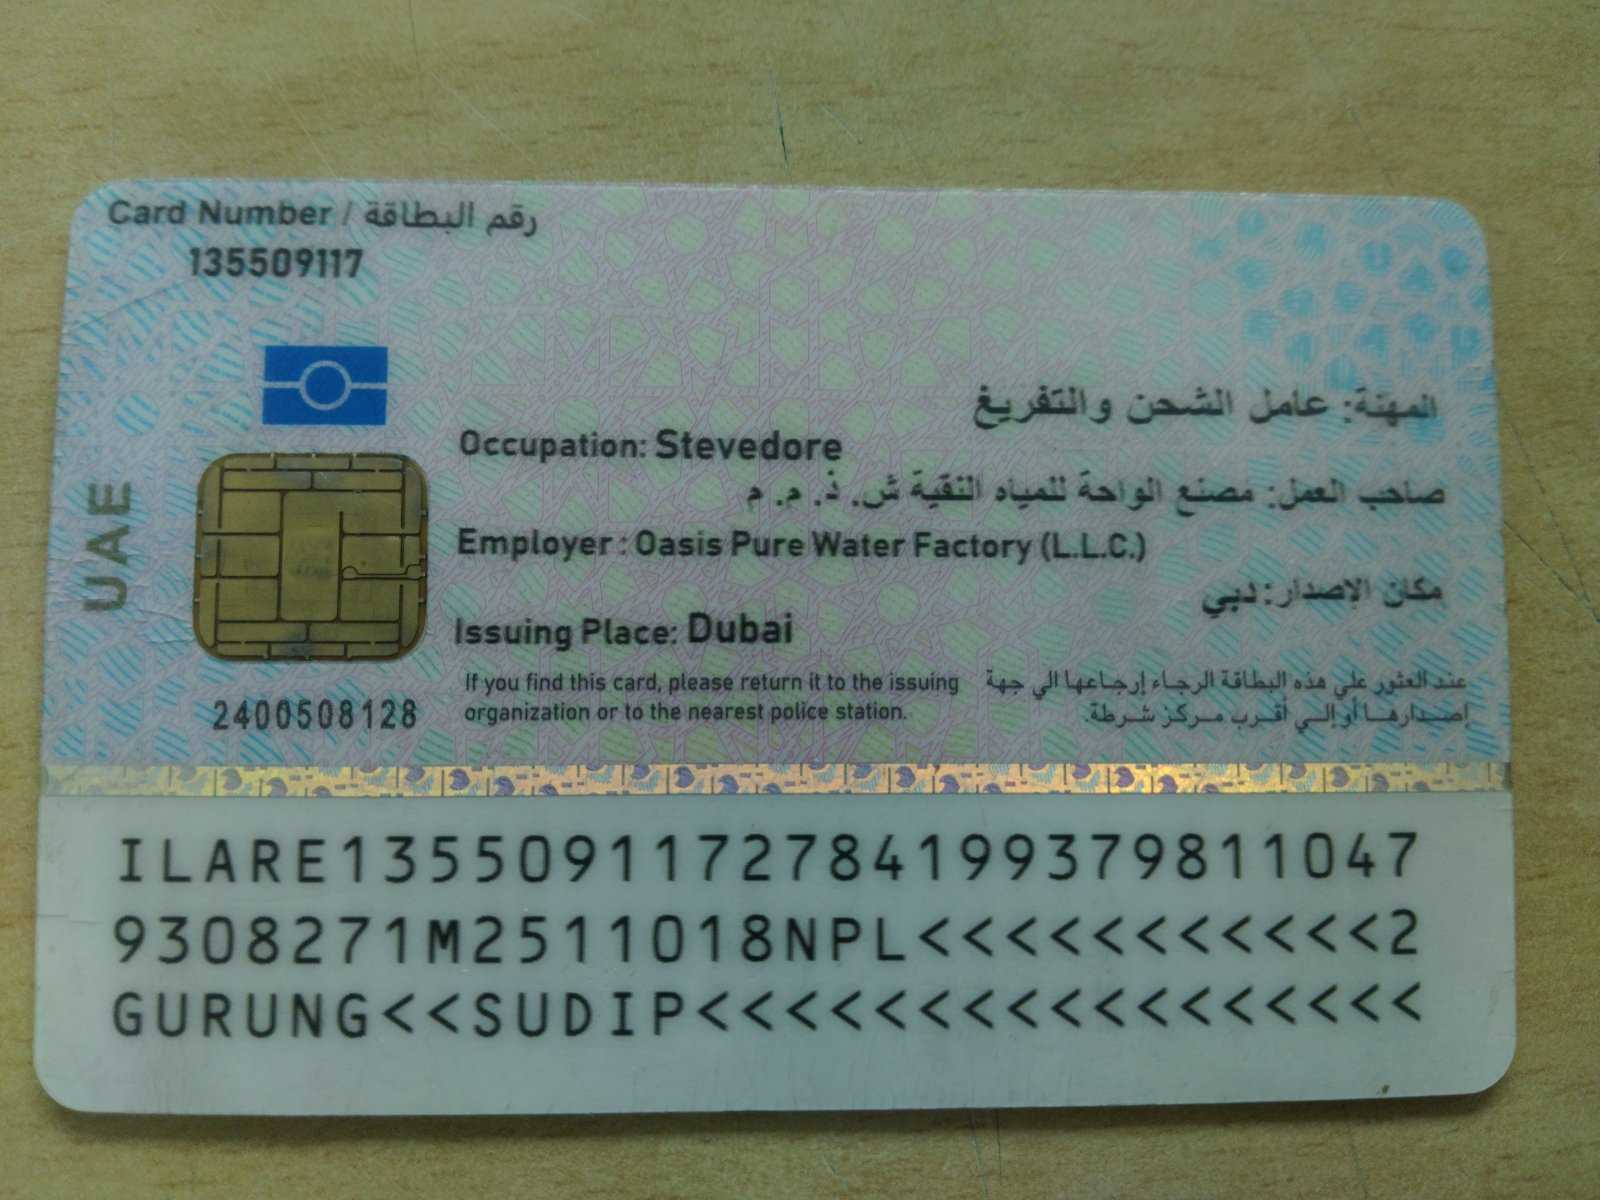 Card Number / رقم البطاقة
135509117
المهنة: عامل الشحن والتفريغ
Occupation: Stevedore
صاحب العمل: مصنع الواحة للمياه النقية ش. ذ. م. م
Employer : Oasis Pure Water Factory (L.L.C.)
مكان الإصدار: دبي
Issuing Place: Dubai
UAE
If you find this card, please return it to the issuing
organization or to the nearest police station.
عند العثور علي هذه البطاقة الرجاء إرجاعها الي جهة
إصدارها أو إلي أقرب مركز شرطة.
2400508128
ILARE1355091172784199379811047
9308271M2511018NPL<<<<<<<<<<<2
GURUNG<<SUDIP<<<<<<<<<<<<<<<<<